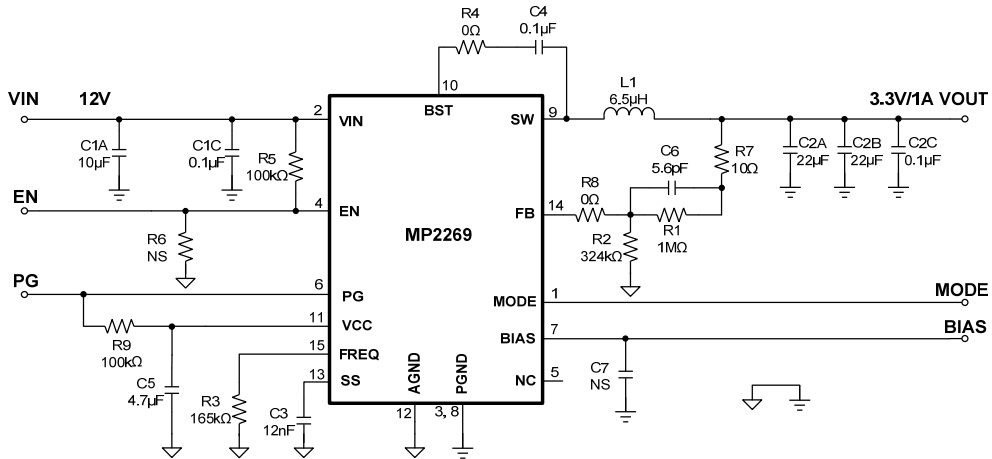 R4
0Ω
C4
0.1µF
10
BST
VIN
12V
2
VIN
SW
9
L1
6.5µH
3.3V/1A VOUT
C1A
10µF
C1C
0.1µF
R5
100kΩ
C6
5.6pF
R7
10Ω
C2A
22µF
C2B
22µF
C2C
0.1µF
EN
4
EN
R6
NS
MP2269
FB
14
R8
0Ω
R2
324kΩ
R1
1MΩ
PG
6
PG
MODE
1
MODE
11
VCC
BIAS
7
BIAS
R9
100kΩ
15
FREQ
C5
4.7µF
R3
165kΩ
13
SS
C3
12nF
AGND
PGND
NC
5
C7
NS
12
3, 8